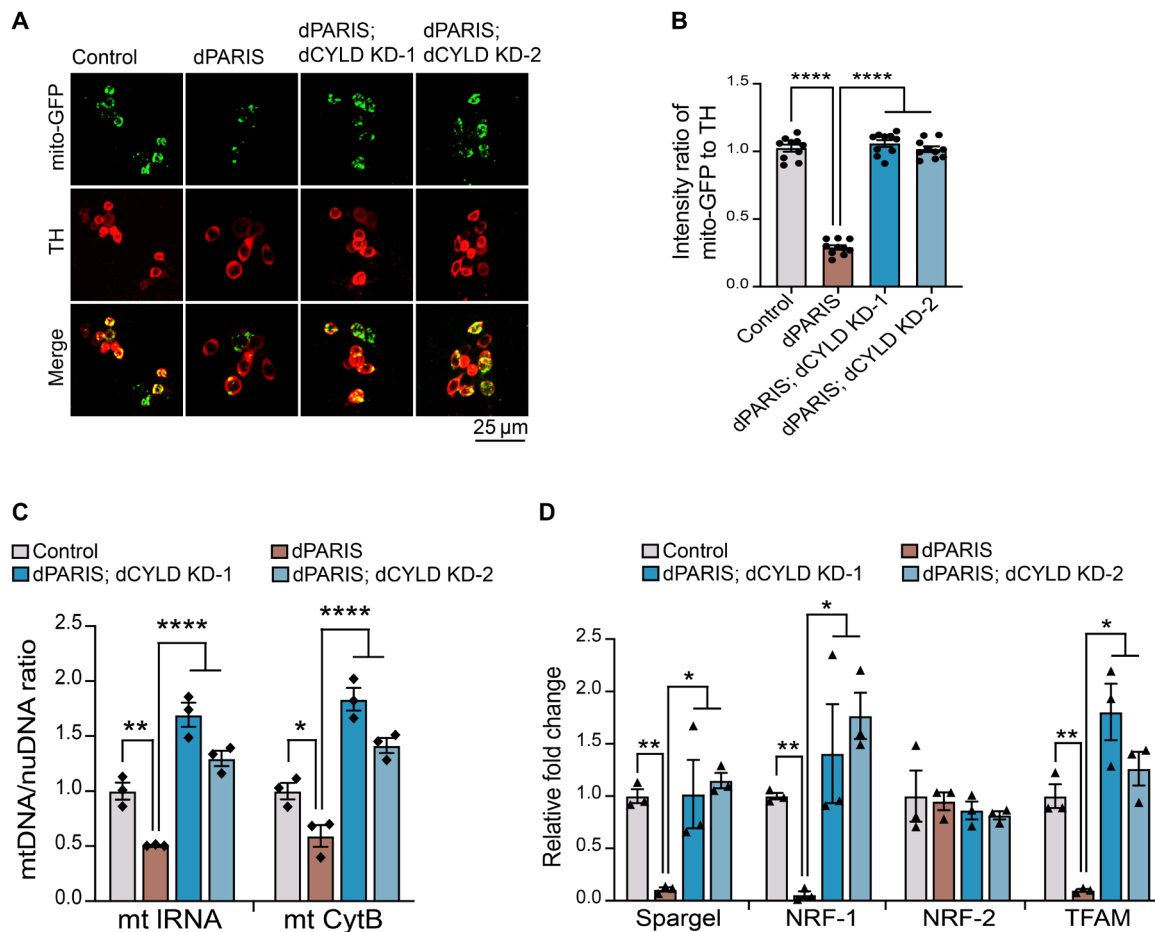 A
Control
dPARIS
dPARIS;
dCYLD KD-1
dPARIS;
dCYLD KD-2
mito-GFP
TH
Merge
25 µm
B
Intensity ratio of
mito-GFP to TH
1.5
1.0
0.5
0.0
****
****
Control
dPARIS
dPARIS; dCYLD KD-1
dPARIS; dCYLD KD-2
C
Control
dPARIS
dPARIS; dCYLD KD-1
dPARIS; dCYLD KD-2
mtDNA/nuDNA ratio
2.5
2.0
1.5
1.0
0.5
0.0
**
****
*
****
mt lRNA
mt CytB
D
Control
dPARIS
dPARIS; dCYLD KD-1
dPARIS; dCYLD KD-2
Relative fold change
2.5
2.0
1.5
1.0
0.5
0.0
**
*
**
*
**
*
Spargel
NRF-1
NRF-2
TFAM